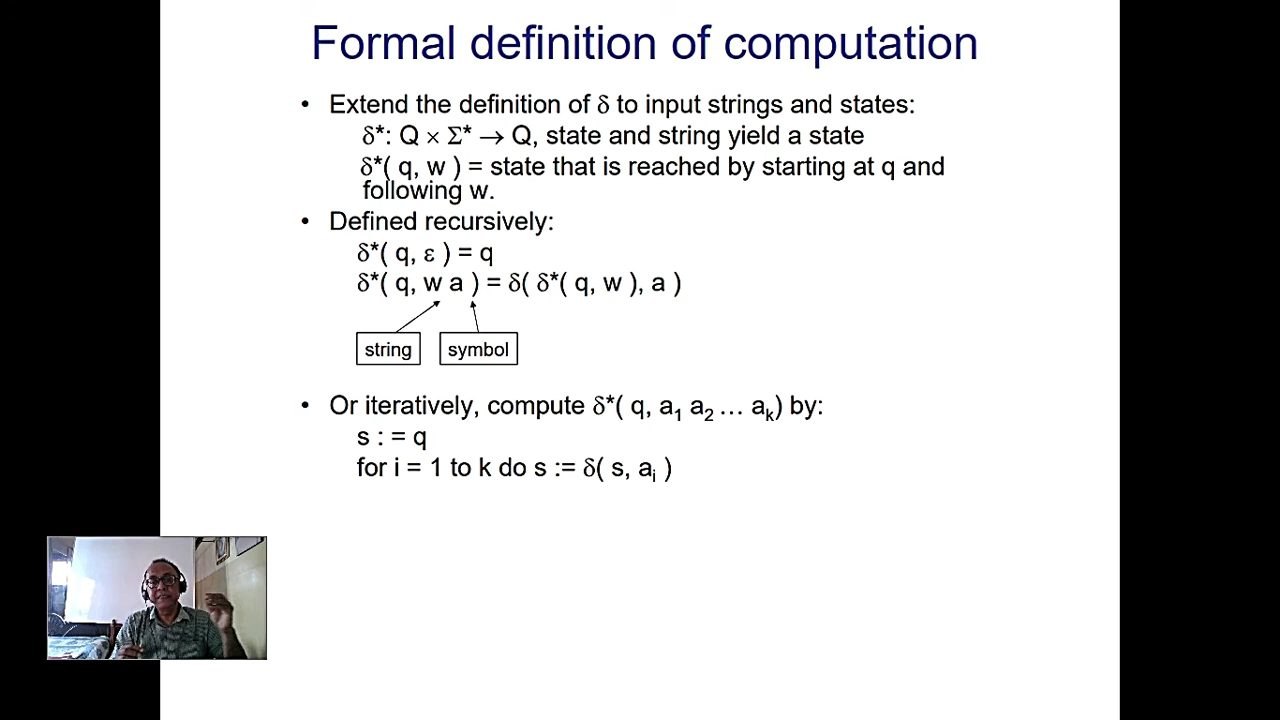 Formal definition of computation
• Extend the definition of δ to input strings and states:
δ*: Q × Σ* → Q, state and string yield a state
δ*( q, w ) = state that is reached by starting at q and
following w.
• Defined recursively:
δ*( q, ε ) = q
δ*( q, w a ) = δ( δ*( q, w ), a )
string symbol
• Or iteratively, compute δ*( q, a₁ a₂ … aₖ) by:
s : = q
for i = 1 to k do s := δ( s, aᵢ )